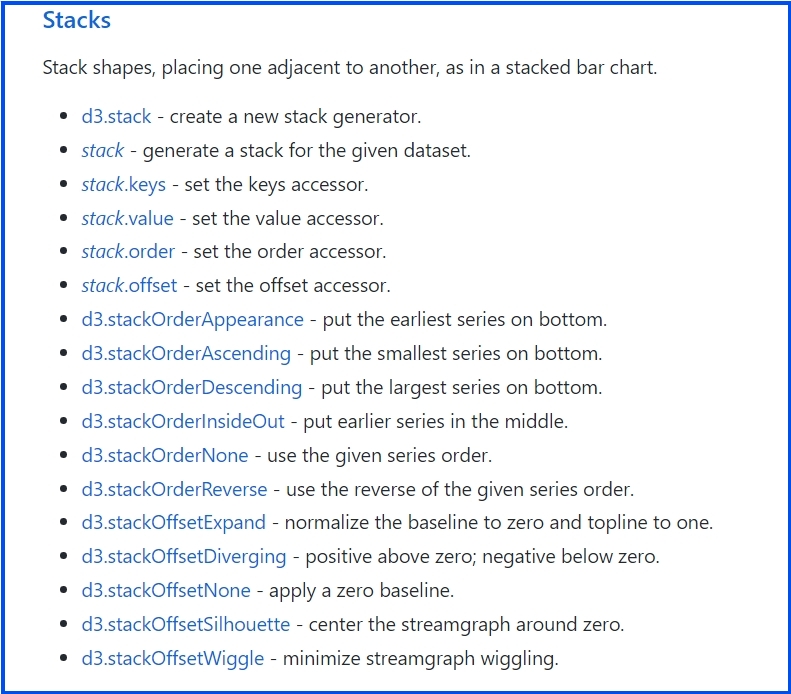 Stacks
Stack shapes, placing one adjacent to another, as in a stacked bar chart.
• d3.stack - create a new stack generator.
• stack - generate a stack for the given dataset.
• stack.keys - set the keys accessor.
• stack.value - set the value accessor.
• stack.order - set the order accessor.
• stack.offset - set the offset accessor.
• d3.stackOrderAppearance - put the earliest series on bottom.
• d3.stackOrderAscending - put the smallest series on bottom.
• d3.stackOrderDescending - put the largest series on bottom.
• d3.stackOrderInsideOut - put earlier series in the middle.
• d3.stackOrderNone - use the given series order.
• d3.stackOrderReverse - use the reverse of the given series order.
• d3.stackOffsetExpand - normalize the baseline to zero and topline to one.
• d3.stackOffsetDiverging - positive above zero; negative below zero.
• d3.stackOffsetNone - apply a zero baseline.
• d3.stackOffsetSilhouette - center the streamgraph around zero.
• d3.stackOffsetWiggle - minimize streamgraph wiggling.